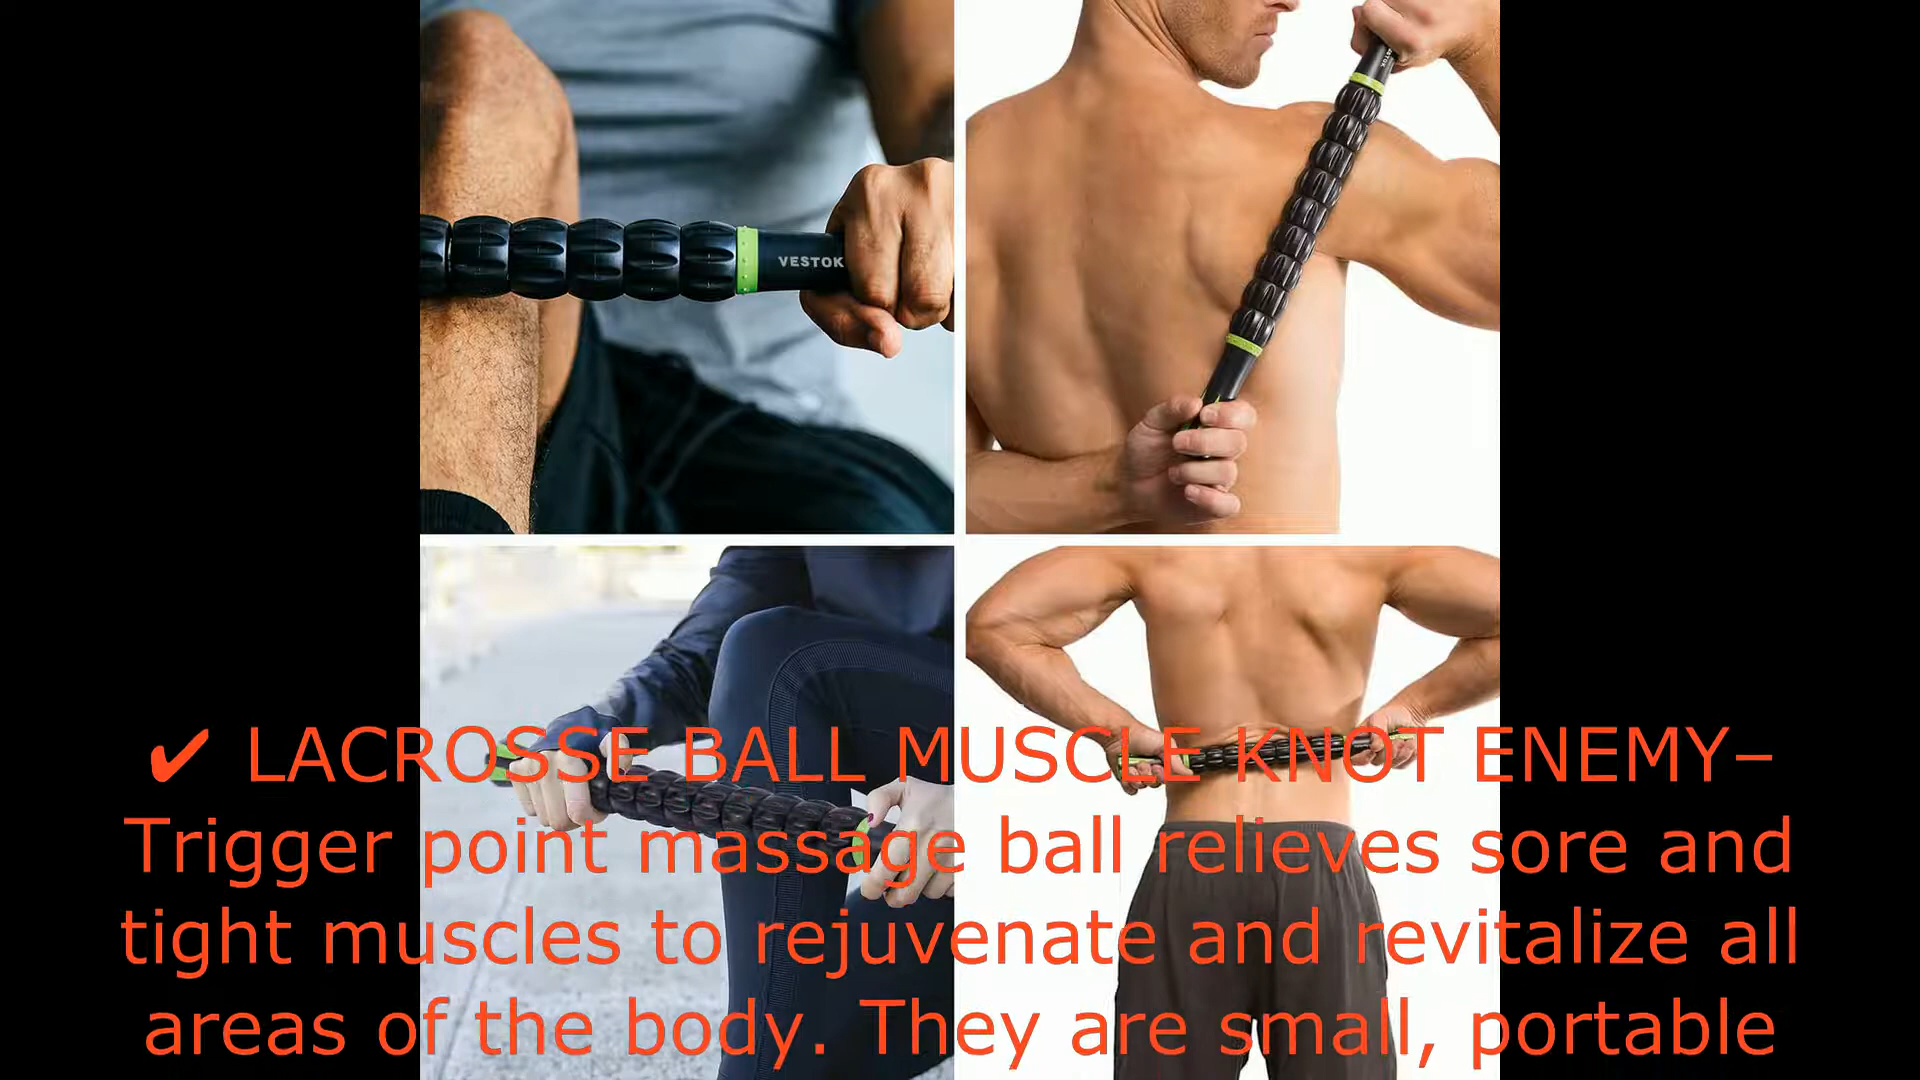 VESTOK
✔ LACROSSE BALL MUSCLE KNOT ENEMY–
Trigger point massage ball relieves sore and
tight muscles to rejuvenate and revitalize all
areas of the body. They are small, portable